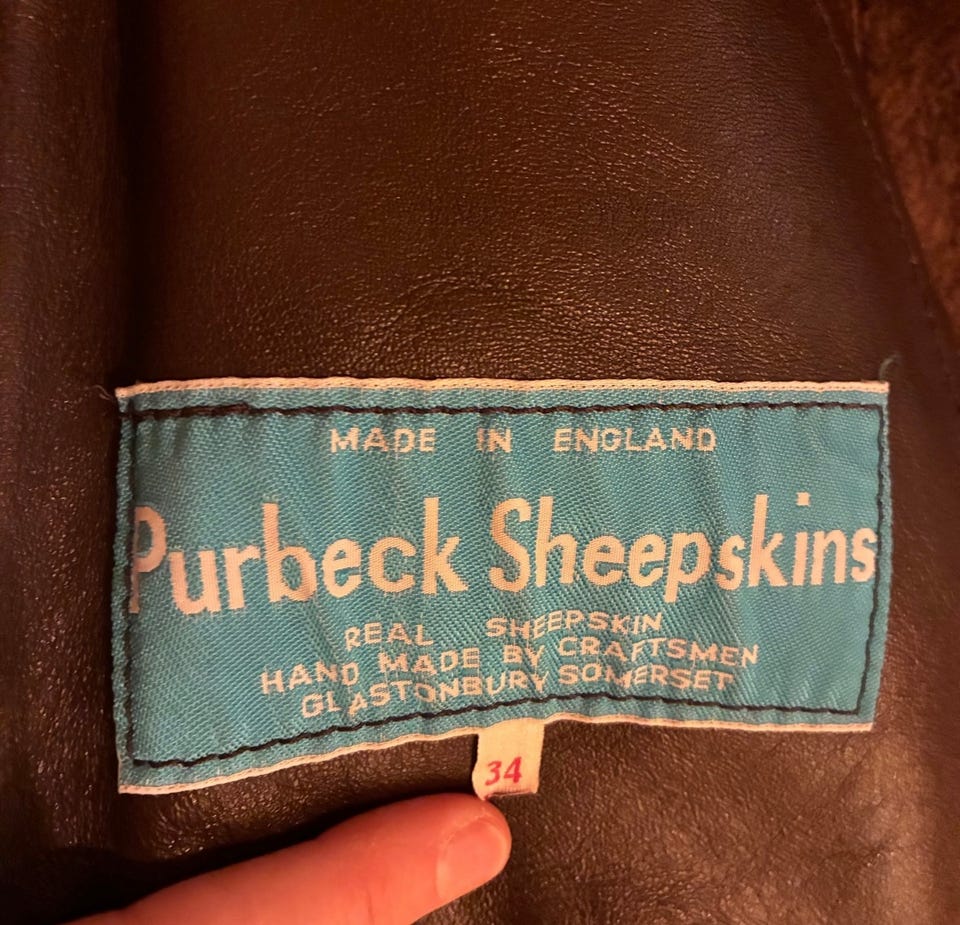 MADE IN ENGLAND
Purbeck Sheepskins
REAL SHEEPSKIN
HAND MADE BY CRAFTSMEN
GLASTONBURY SOMERSET
34